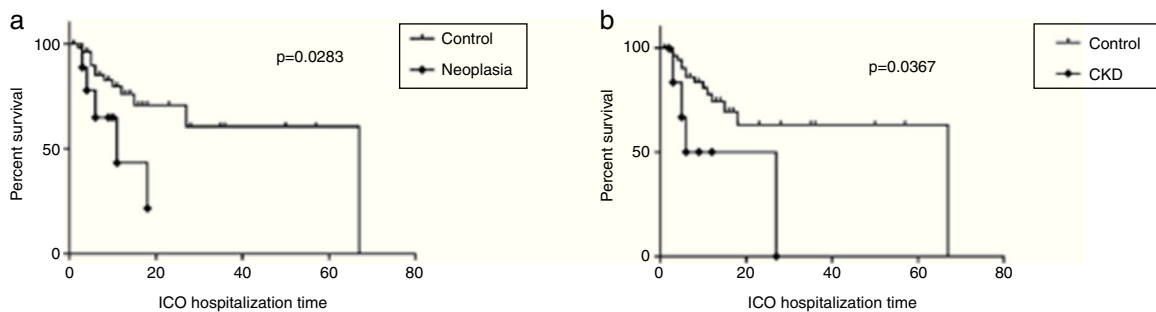 a
100
50
0
0 20 40 60 80
Percent survival
ICO hospitalization time
p=0.0283
Control
Neoplasia
b
100
50
0
0 20 40 60 80
Percent survival
ICO hospitalization time
p=0.0367
Control
CKD